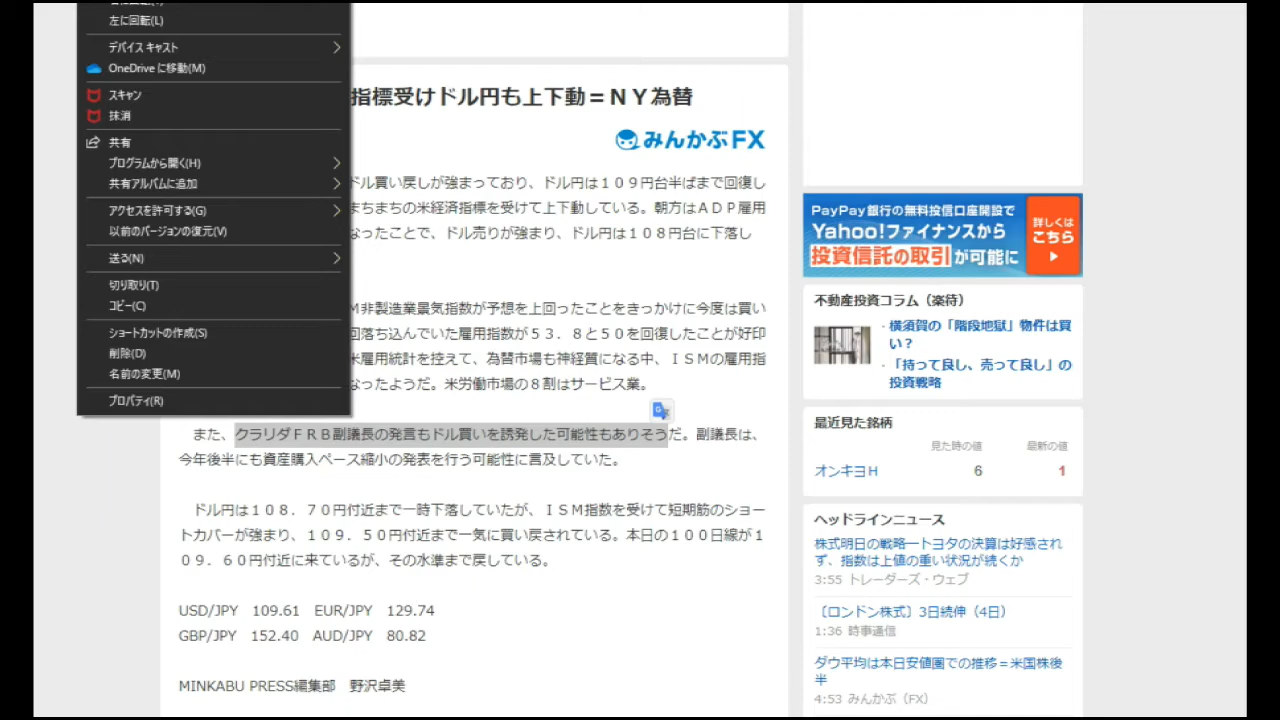 左に回転(L)
デバイス キャスト
OneDrive に移動(M)
スキャン
抹消
共有
プログラムから開く(H)
共有アルバムに追加
アクセスを許可する(G)
以前のバージョンの復元(V)
送る(N)
切り取り(T)
コピー(C)
ショートカットの作成(S)
削除(D)
名前の変更(M)
プロパティ(R)
指標受けドル円も上下動＝ＮＹ為替
みんかぶFX
ドル買い戻しが強まっており、ドル円は１０９円台半ばまで回復し
まちまちの米経済指標を受けて上下動している。朝方はＡＤＰ雇用
なったことで、ドル売りが強まり、ドル円は１０８円台に下落し
Ｍ非製造業景気指数が予想を上回ったことをきっかけに今度は買い
回落ち込んでいた雇用指数が５３．８と５０を回復したことが好印
米雇用統計を控えて、為替市場も神経質になる中、ＩＳＭの雇用指
なったようだ。米労働市場の８割はサービス業。
また、クラリダＦＲＢ副議長の発言もドル買いを誘発した可能性もありそうだ。副議長は、
今年後半にも資産購入ペース縮小の発表を行う可能性に言及していた。
ドル円は１０８．７０円付近まで一時下落していたが、ＩＳＭ指数を受けて短期筋のショー
トカバーが強まり、１０９．５０円付近まで一気に買い戻されている。本日の１００日線が１
０９．６０円付近に来ているが、その水準まで戻している。
USD/JPY 109.61 EUR/JPY 129.74
GBP/JPY 152.40 AUD/JPY 80.82
MINKABU PRESS編集部 野沢卓美
PayPay銀行の無料投信口座開設で
Yahoo!ファイナンスから
投資信託の取引が可能に
詳しくは
こちら
不動産投資コラム（楽待）
・横須賀の「階段地獄」物件は買
い？
・「持って良し、売って良し」の
投資戦略
最近見た銘柄
見た時の値 最新の値
オンキヨＨ 6 1
ヘッドラインニュース
株式明日の戦略ートヨタの決算は好感され
ず、指数は上値の重い状況が続くか
3:55 トレーダーズ・ウェブ
〔ロンドン株式〕3日続伸（4日）
1:36 時事通信
ダウ平均は本日安値圏での推移＝米国株後
半
4:53 みんかぶ（FX）